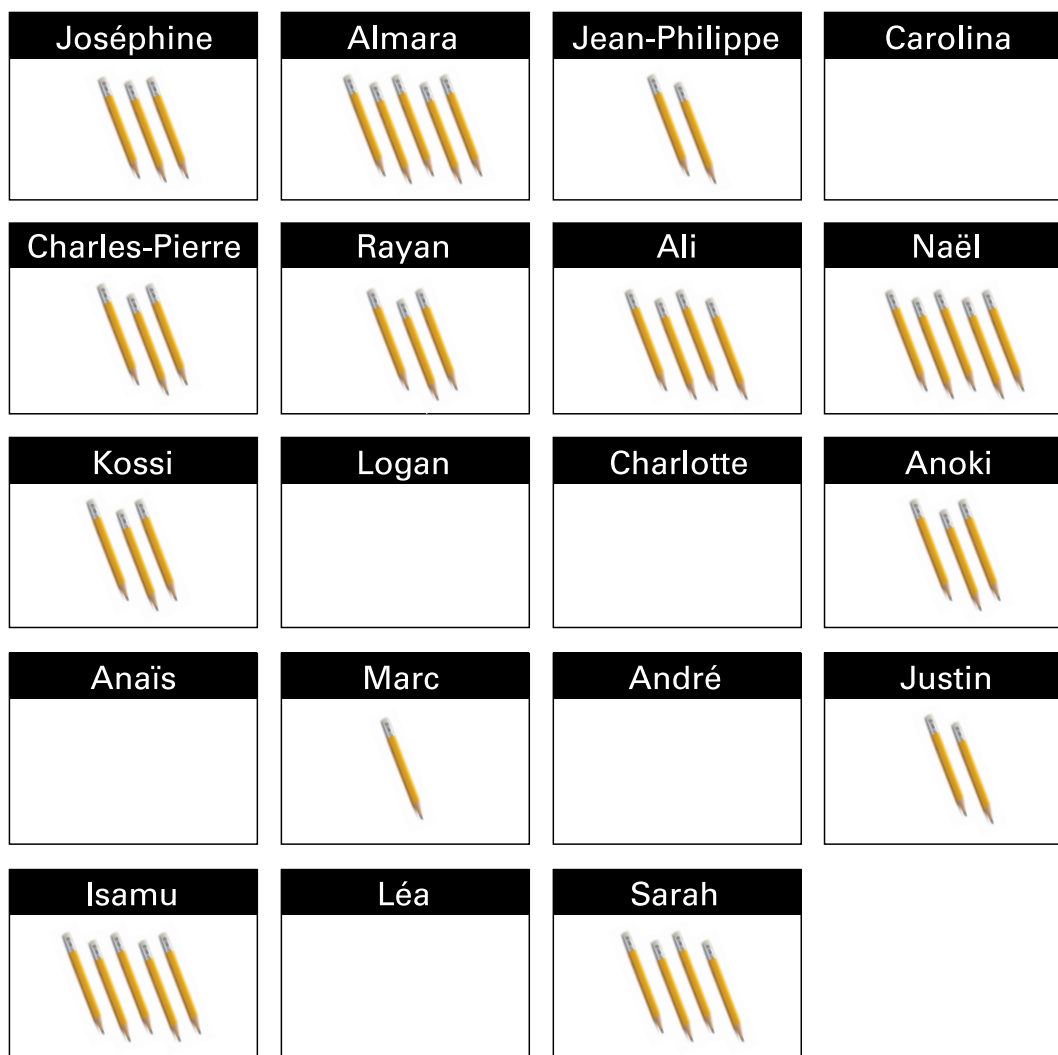 Joséphine
Almara
Jean-Philippe
Carolina
Charles-Pierre
Rayan
Ali
Naël
Kossi
Logan
Charlotte
Anoki
Anaïs
Marc
André
Justin
Isamu
Léa
Sarah